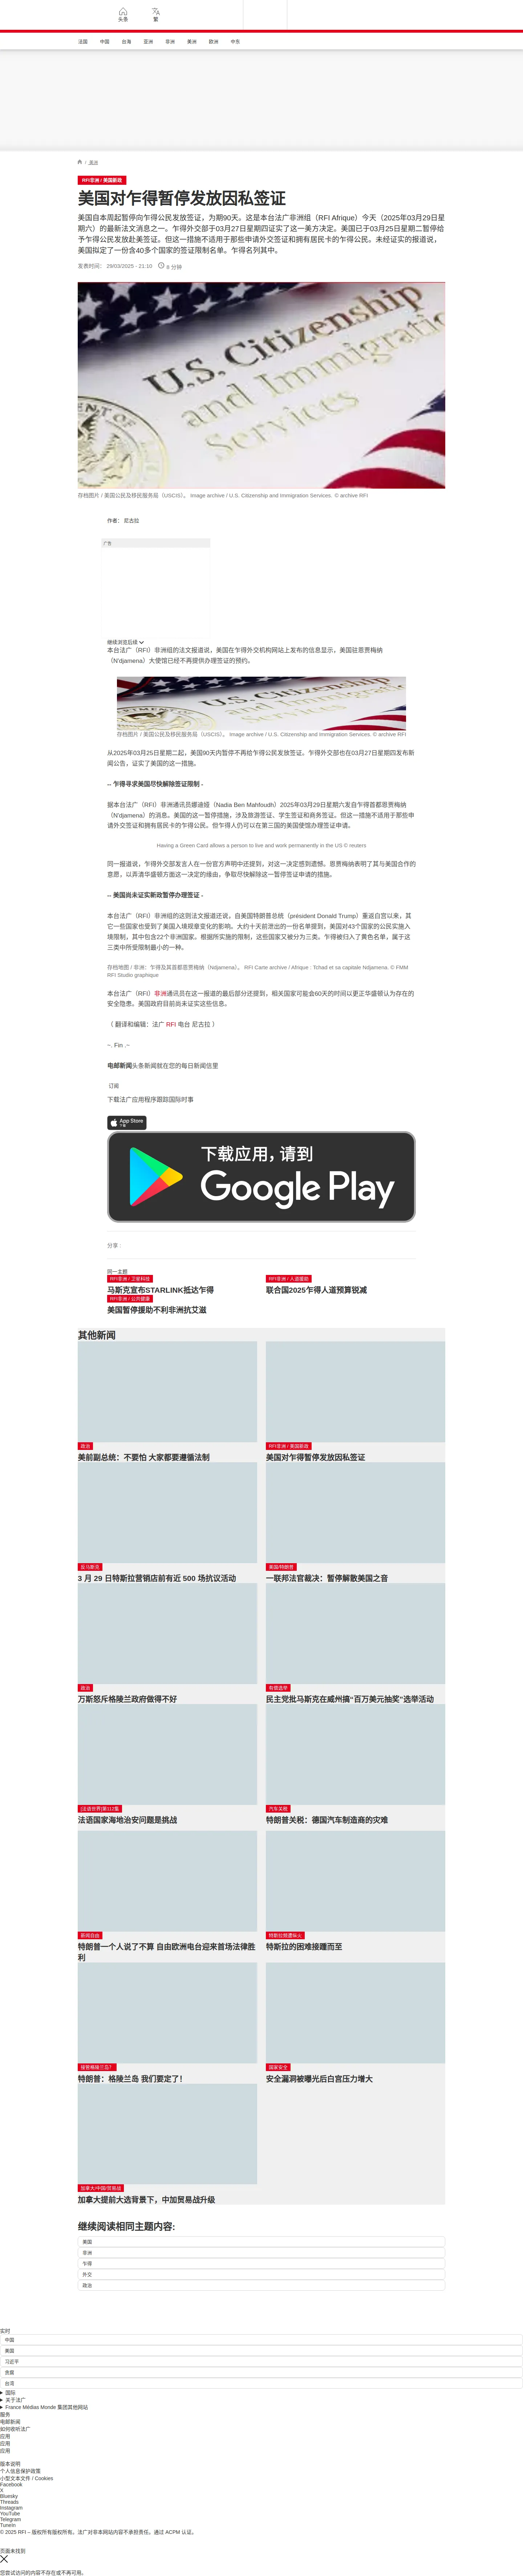 头条
繁
法国
中国
台海
亚洲
非洲
美洲
欧洲
中东
/ 美洲
RFI非洲 / 美国新政
美国对乍得暂停发放因私签证
美国自本周起暂停向乍得公民发放签证，为期90天。这是本台法广非洲组（RFI Afrique）今天（2025年03月29日星
期六）的最新法文消息之一。乍得外交部于03月27日星期四证实了这一美方决定。美国已于03月25日星期二暂停给
予乍得公民发放赴美签证。但这一措施不适用于那些申请外交签证和拥有居民卡的乍得公民。未经证实的报道说，
美国拟定了一份含40多个国家的签证限制名单。乍得名列其中。
发表时间： 29/03/2025 - 21:10 6 分钟
U.S. Citizenship
and Immigration
Services
存档图片 / 美国公民及移民服务局（USCIS）。 Image archive / U.S. Citizenship and Immigration Services. © archive RFI
作者： 尼古拉
广告
继续浏览后续
本台法广（RFI）非洲组的法文报道说，美国在乍得外交机构网站上发布的信息显示，美国驻恩贾梅纳
（N'djamena）大使馆已经不再提供办理签证的预约。
存档图片 / 美国公民及移民服务局（USCIS）。 Image archive / U.S. Citizenship and Immigration Services. © archive RFI
从2025年03月25日星期二起，美国90天内暂停不再给乍得公民发放签证。乍得外部也在03月27日星期四发布新
闻公告，证实了美国的这一措施。
-- 乍得寻求美国尽快解除签证限制 -
据本台法广（RFI）非洲通讯员娜迪娅（Nadia Ben Mahfoudh）2025年03月29日星期六发自乍得首都恩贾梅纳
（N'djamena）的消息。美国的这一暂停措施，涉及旅游签证、学生签证和商务签证。但这一措施不适用于那些申
请外交签证和拥有居民卡的乍得公民。但乍得人仍可以在第三国的美国使馆办理签证申请。
Having a Green Card allows a person to live and work permanently in the US © reuters
同一报道说，乍得外交部发言人在一份官方声明中还提到，对这一决定感到遗憾。恩贾梅纳表明了其与美国合作的
意愿，以弄清华盛顿方面这一决定的缘由，争取尽快解除这一暂停签证申请的措施。
-- 美国尚未证实新政暂停办理签证 -
本台法广（RFI）非洲组的这则法文报道还说，自美国特朗普总统（président Donald Trump）重返白宫以来，其
它一些国家也受到了美国入境规章变化的影响。大约十天前泄出的一份名单提到，美国对43个国家的公民实施入
境限制，其中包含22个非洲国家。根据所实施的限制，这些国家又被分为三类。乍得被归入了黄色名单，属于这
三类中所受限制最小的一种。
存档地图 / 非洲：乍得及其首都恩贾梅纳（Ndjamena）。 RFI Carte archive / Afrique : Tchad et sa capitale Ndjamena. © FMM
RFI Studio graphique
本台法广（RFI）非洲通讯员在这一报道的最后部分还提到，相关国家可能会60天的时间以更正华盛顿认为存在的
安全隐患。美国政府目前尚未证实这些信息。
（ 翻译和编辑：法广 RFI 电台 尼古拉 ）
~. Fin .~
电邮新闻头条新闻就在您的每日新闻信里
订阅
下载法广应用程序跟踪国际时事
App Store
下载应用，请到
Google Play
分享 :
同一主题
RFI非洲 / 卫星科技
马斯克宣布STARLINK抵达乍得
RFI非洲 / 人道援助
联合国2025乍得人道预算锐减
RFI非洲 / 公共健康
美国暂停援助不利非洲抗艾滋
其他新闻
政治
美前副总统：不要怕 大家都要遵循法制
RFI非洲 / 美国新政
美国对乍得暂停发放因私签证
反马斯克
3 月 29 日特斯拉营销店前有近 500 场抗议活动
美国/特朗普
一联邦法官裁决：暂停解散美国之音
政治
万斯怒斥格陵兰政府做得不好
有偿选举
民主党批马斯克在威州搞“百万美元抽奖”选举活动
法语世界|第312集
法语国家海地治安问题是挑战
汽车关税
特朗普关税：德国汽车制造商的灾难
新闻自由
特朗普一个人说了不算 自由欧洲电台迎来首场法律胜
利
特斯拉频遭纵火
特斯拉的困难接踵而至
接管格陵兰岛？
特朗普：格陵兰岛 我们要定了！
国家安全
安全漏洞被曝光后白宫压力增大
加拿大/中国/贸易战
加拿大提前大选背景下，中加贸易战升级
继续阅读相同主题内容:
美国
非洲
乍得
外交
政治
实时
中国
美国
习近平
贵晨
台湾
国际
关于法广
France Médias Monde 集团其他网站
服务
电邮新闻
如何收听法广
应用
应用
应用
版本说明
个人信息保护政策
小型文本文件 / Cookies
Facebook
X
Bluesky
Threads
Instagram
YouTube
Telegram
TuneIn
© 2025 RFI – 版权所有版权所有。法广对非本网站内容不承担责任。通过 ACPM 认证。
页面未找到
您尝试访问的内容不存在或不再可用。